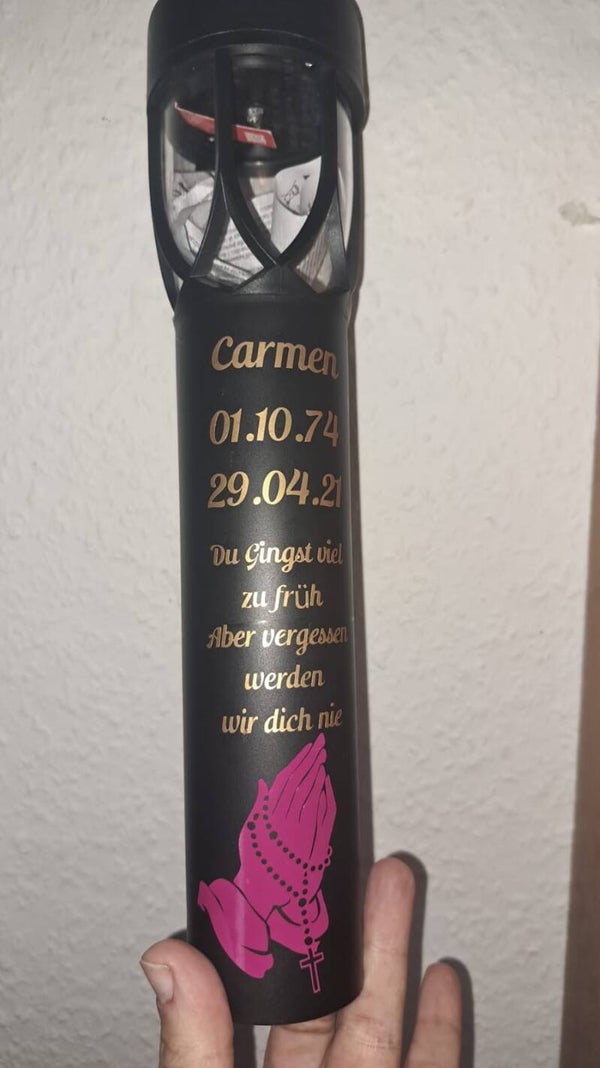 Carmen
01.10.74
29.04.21
Du Gingst viel
zu früh
Aber vergessen
werden
wir dich nie